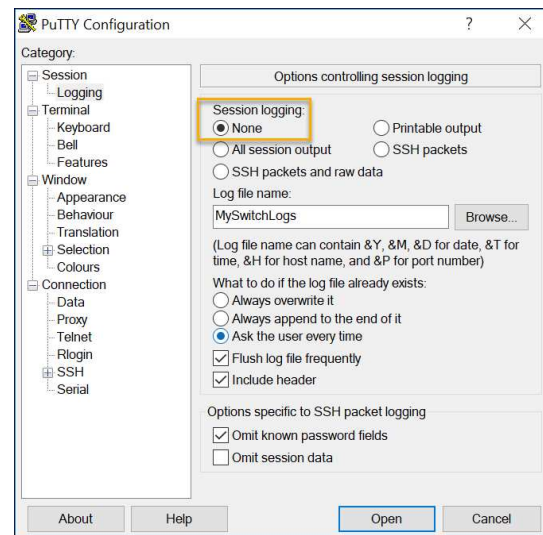 PuTTY Configuration ? ×
Category:
Session
Logging
Terminal
Keyboard
Bell
Features
Window
Appearance
Behaviour
Translation
Selection
Colours
Connection
Data
Proxy
Telnet
Rlogin
SSH
Serial
Options controlling session logging
Session logging:
None Printable output
All session output SSH packets
SSH packets and raw data
Log file name:
MySwitchLogs Browse...
(Log file name can contain &Y, &M, &D for date, &T for
time, &H for host name, and &P for port number)
What to do if the log file already exists:
Always overwrite it
Always append to the end of it
Ask the user every time
Flush log file frequently
Include header
Options specific to SSH packet logging
Omit known password fields
Omit session data
About Help Open Cancel